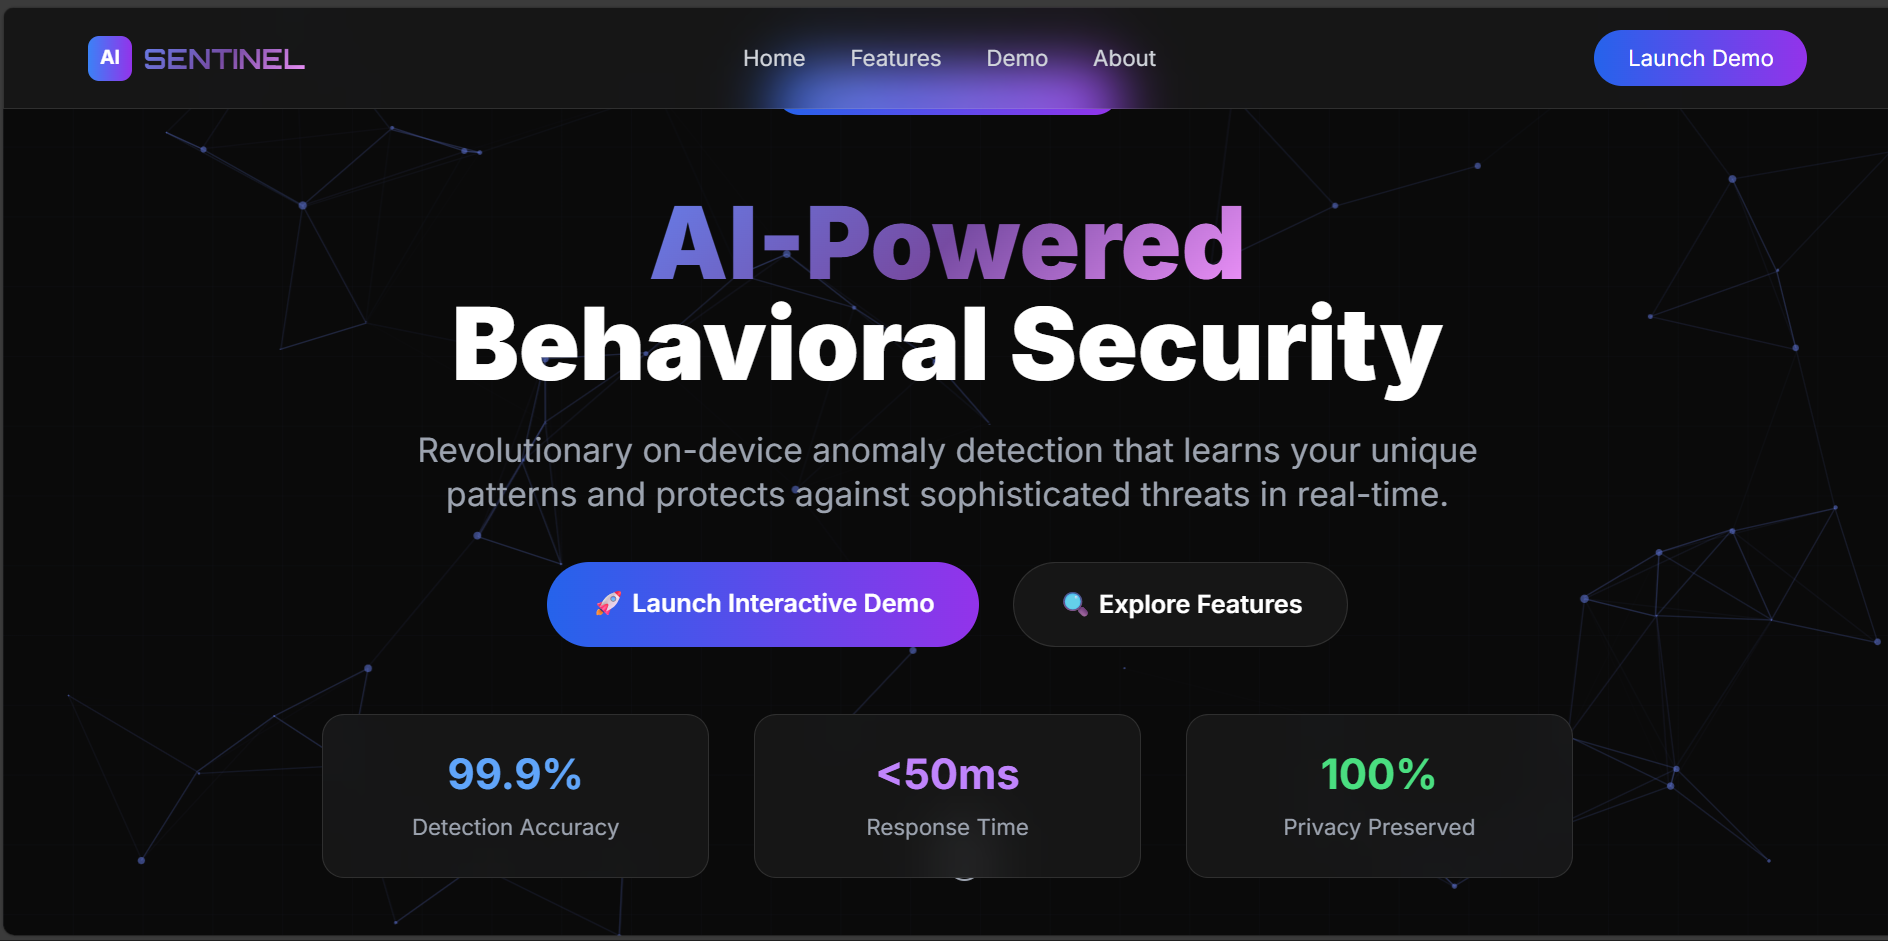 AI SENTINEL
Home Features Demo About
Launch Demo
AI-Powered
Behavioral Security
Revolutionary on-device anomaly detection that learns your unique
patterns and protects against sophisticated threats in real-time.
🚀 Launch Interactive Demo
🔍 Explore Features
99.9%
Detection Accuracy
<50ms
Response Time
100%
Privacy Preserved